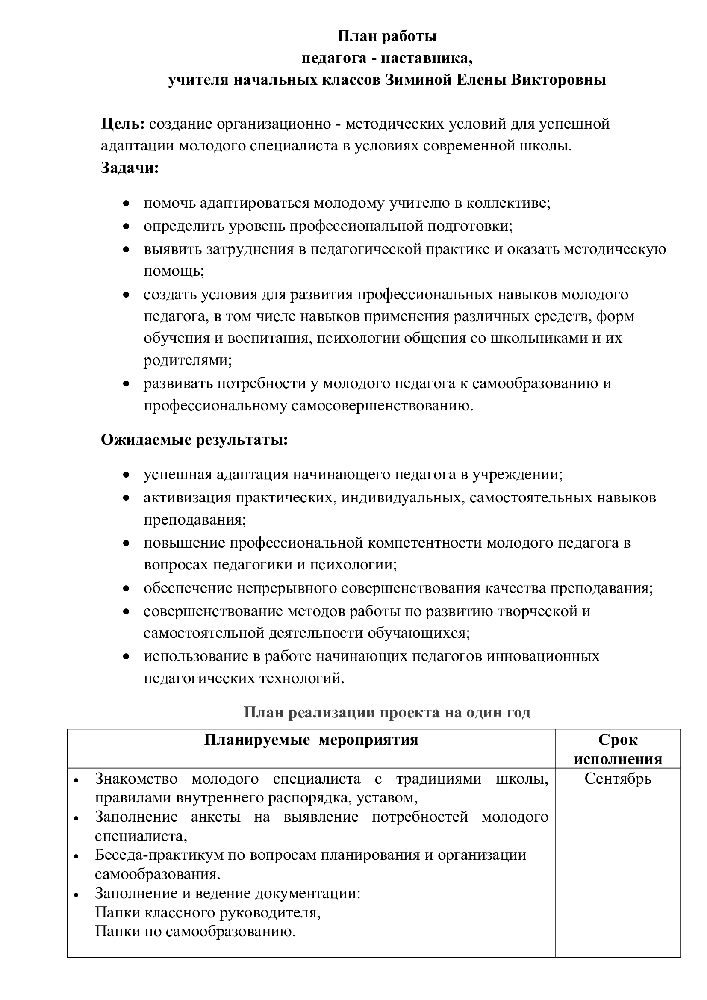 План работы
педагога - наставника,
учителя начальных классов Зиминой Елены Викторовны
Цель: создание организационно - методических условий для успешной
адаптации молодого специалиста в условиях современной школы.
Задачи:
• помочь адаптироваться молодому учителю в коллективе;
• определить уровень профессиональной подготовки;
• выявить затруднения в педагогической практике и оказать методическую
помощь;
• создать условия для развития профессиональных навыков молодого
педагога, в том числе навыков применения различных средств, форм
обучения и воспитания, психологии общения со школьниками и их
родителями;
• развивать потребности у молодого педагога к самообразованию и
профессиональному самосовершенствованию.
Ожидаемые результаты:
• успешная адаптация начинающего педагога в учреждении;
• активизация практических, индивидуальных, самостоятельных навыков
преподавания;
• повышение профессиональной компетентности молодого педагога в
вопросах педагогики и психологии;
• обеспечение непрерывного совершенствования качества преподавания;
• совершенствование методов работы по развитию творческой и
самостоятельной деятельности обучающихся;
• использование в работе начинающих педагогов инновационных
педагогических технологий.
План реализации проекта на один год
Планируемые мероприятия
Срок
исполнения
• Знакомство молодого специалиста с традициями школы,
правилами внутреннего распорядка, уставом,
• Заполнение анкеты на выявление потребностей молодого
специалиста,
• Беседа-практикум по вопросам планирования и организации
самообразования.
• Заполнение и ведение документации:
Папки классного руководителя,
Папки по самообразованию.
Сентябрь